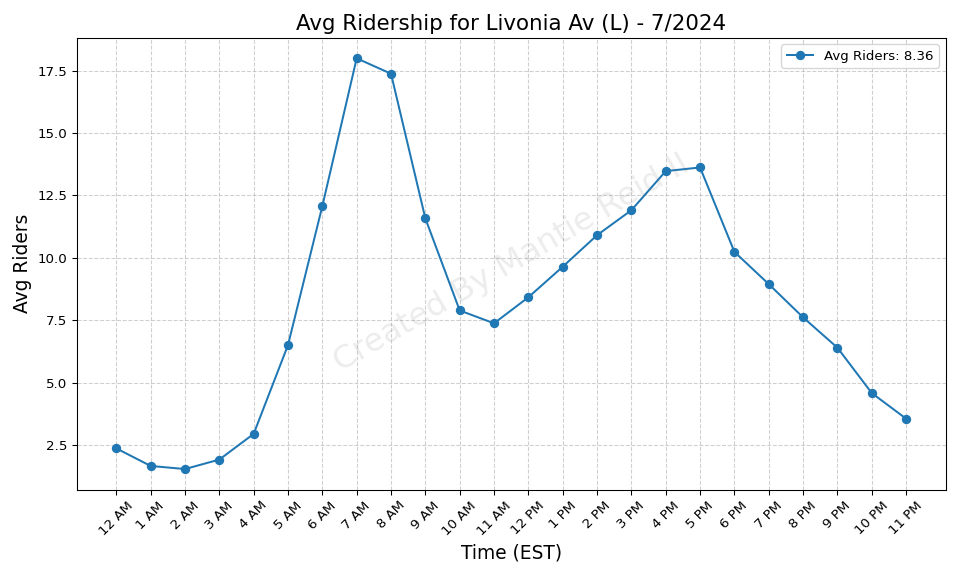 Avg Ridership for Livonia Av (L) - 7/2024
Avg Riders: 8.36
17.5
15.0
12.5
10.0
7.5
5.0
2.5
Avg Riders
Created By Mantie Reid II
12 AM
1 AM
2 AM
3 AM
4 AM
5 AM
6 AM
7 AM
8 AM
9 AM
10 AM
11 AM
12 PM
1 PM
2 PM
3 PM
4 PM
5 PM
6 PM
7 PM
8 PM
9 PM
10 PM
11 PM
Time (EST)